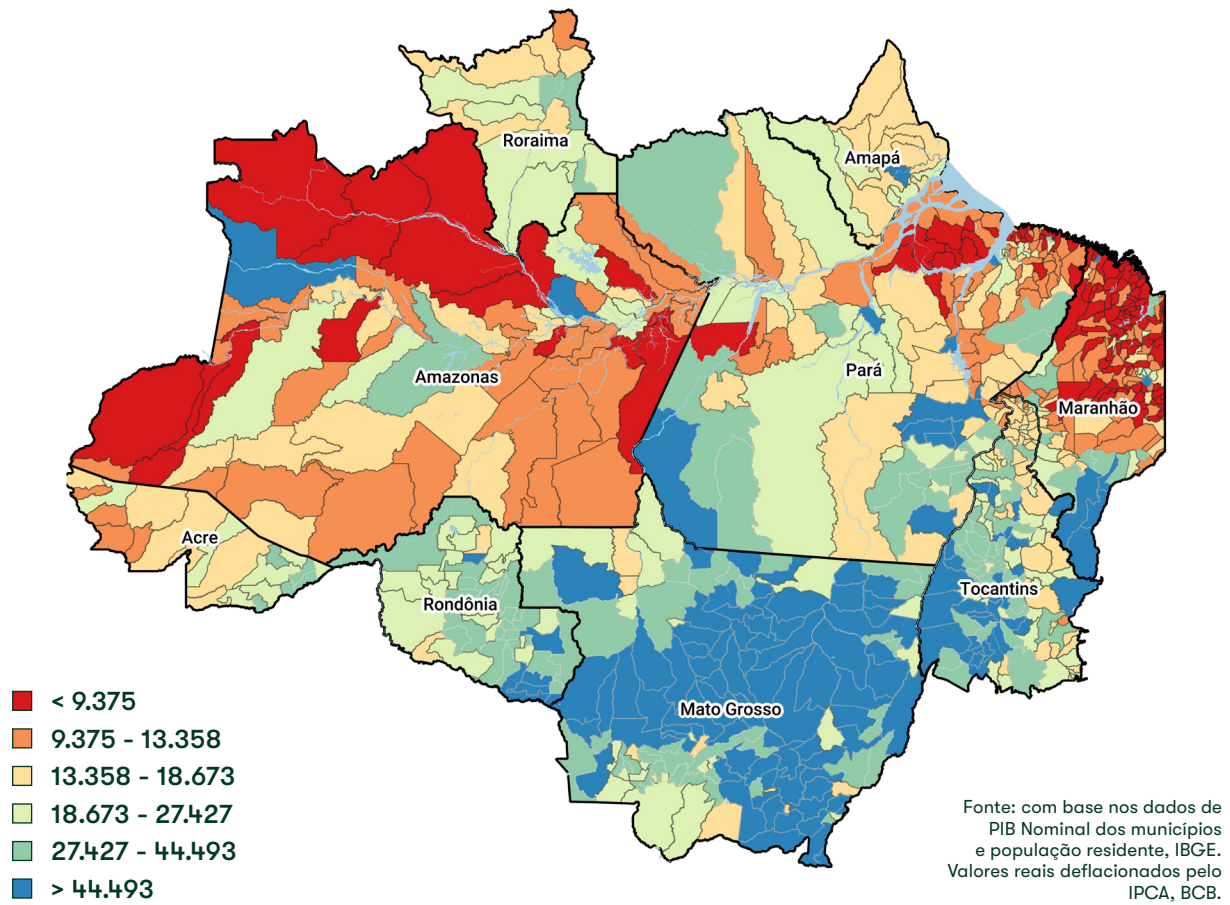 Roraima
Amapá
Amazonas
Pará
Maranhão
Acre
Rondônia
Tocantins
Mato Grosso
< 9.375
9.375 - 13.358
13.358 - 18.673
18.673 - 27.427
27.427 - 44.493
> 44.493
Fonte: com base nos dados de
PIB Nominal dos municípios
e população residente, IBGE.
Valores reais deflacionados pelo
IPCA, BCB.